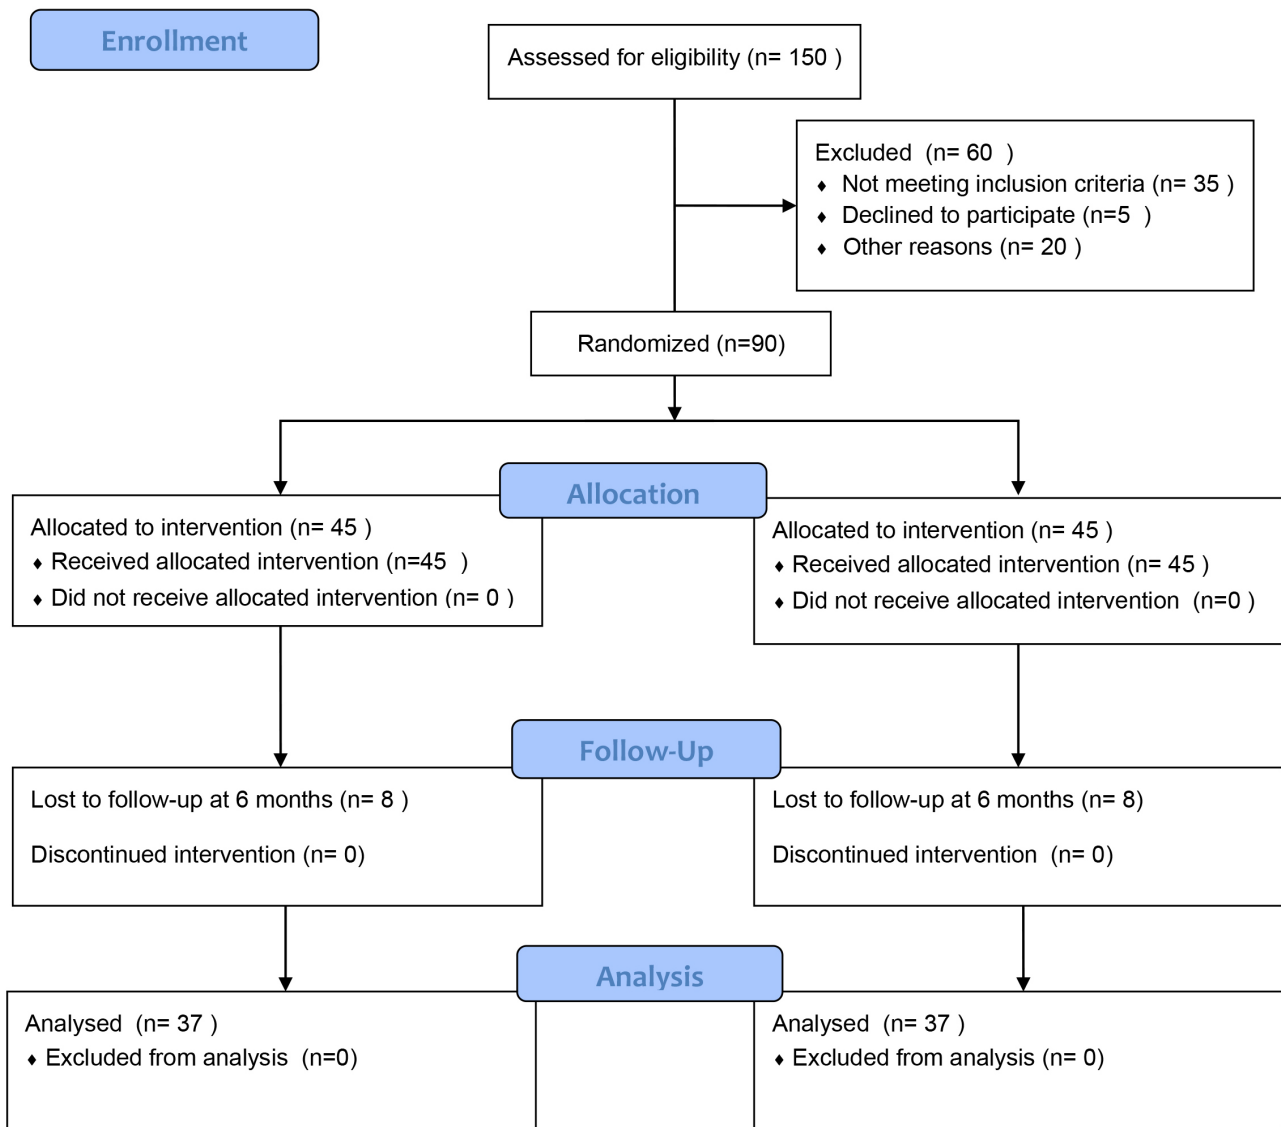 Enrollment
Assessed for eligibility (n= 150 )
Excluded  (n= 60  )
♦ Not meeting inclusion criteria (n= 35 )
♦ Declined to participate (n=5  )
♦ Other reasons (n= 20 )
Randomized (n=90)
Allocation
Allocated to intervention (n= 45 )
♦ Received allocated intervention (n=45  )
♦ Did not receive allocated intervention (n= 0 )
Allocated to intervention (n= 45 )
♦ Received allocated intervention (n= 45 )
♦ Did not receive allocated intervention  (n=0 )
Follow-Up
Lost to follow-up at 6 months (n= 8 )
Discontinued intervention (n= 0)
Lost to follow-up at 6 months (n= 8)
Discontinued intervention  (n= 0)
Analysis
Analysed  (n= 37 )
♦ Excluded from analysis  (n=0)
Analysed  (n= 37 )
♦ Excluded from analysis (n= 0)